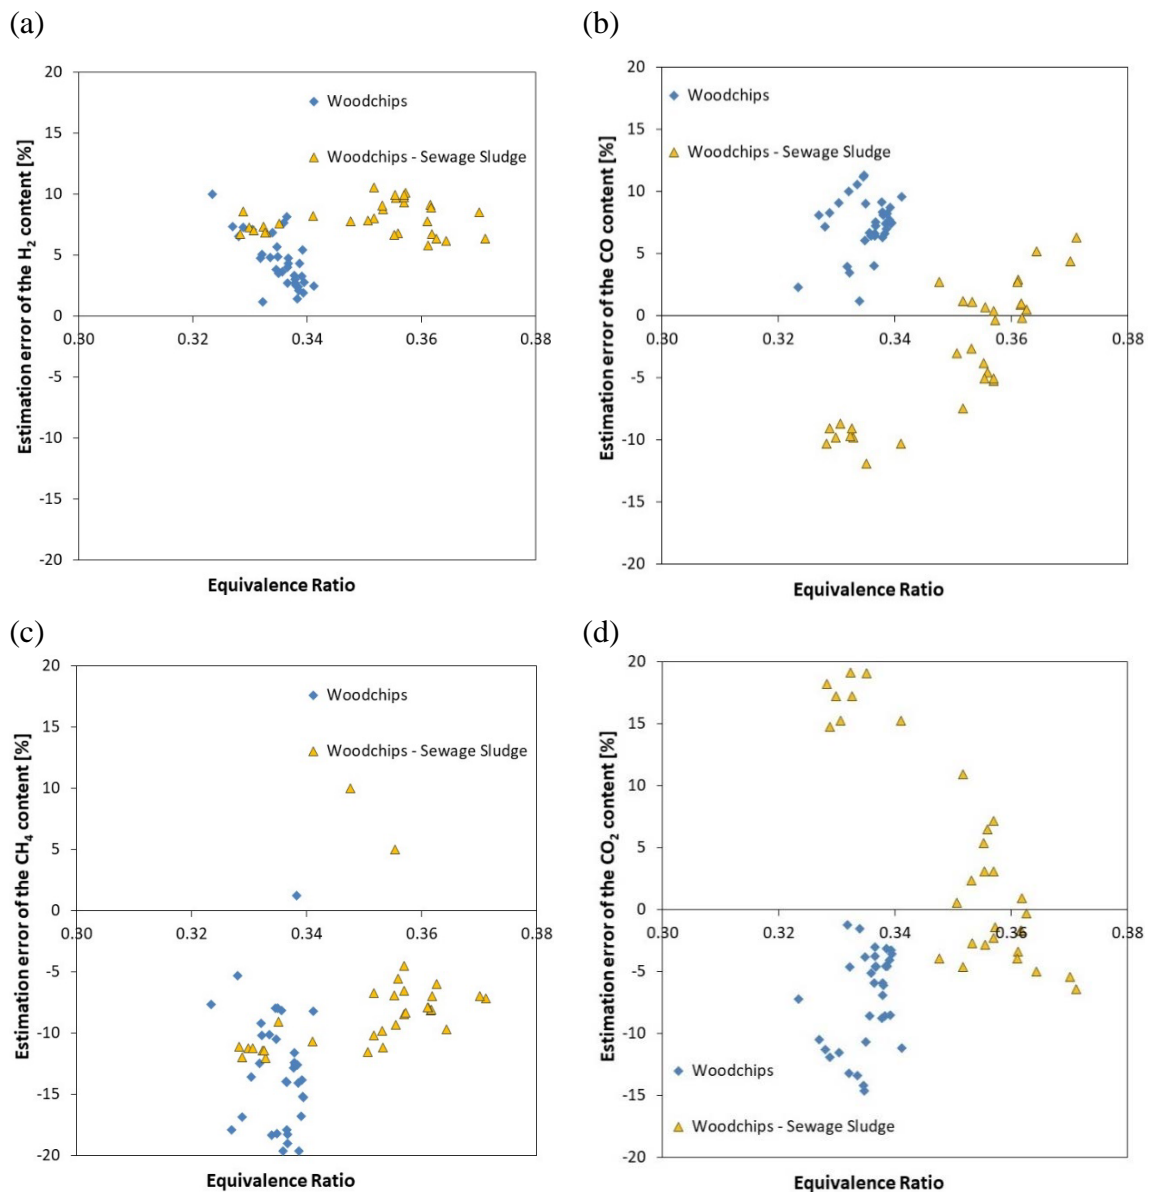 (a)
(b)
Estimation error of the H2 content [%]
20
15
10
5
0
-5
-10
-15
-20
Woodchips
Woodchips - Sewage Sludge
0.30
0.32
0.34
0.36
0.38
Equivalence Ratio
Estimation error of the CO content [%]
20
15
10
5
0
-5
-10
-15
-20
Woodchips
Woodchips - Sewage Sludge
0.30
0.32
0.34
0.36
0.38
Equivalence Ratio
(c)
(d)
Estimation error of the CH4 content [%]
20
15
10
5
0
-5
-10
-15
-20
Woodchips
Woodchips - Sewage Sludge
0.30
0.32
0.34
0.36
0.38
Equivalence Ratio
Estimation error of the CO2 content [%]
20
15
10
5
0
-5
-10
-15
-20
0.30
0.32
0.34
0.36
0.38
Woodchips
Woodchips - Sewage Sludge
Equivalence Ratio